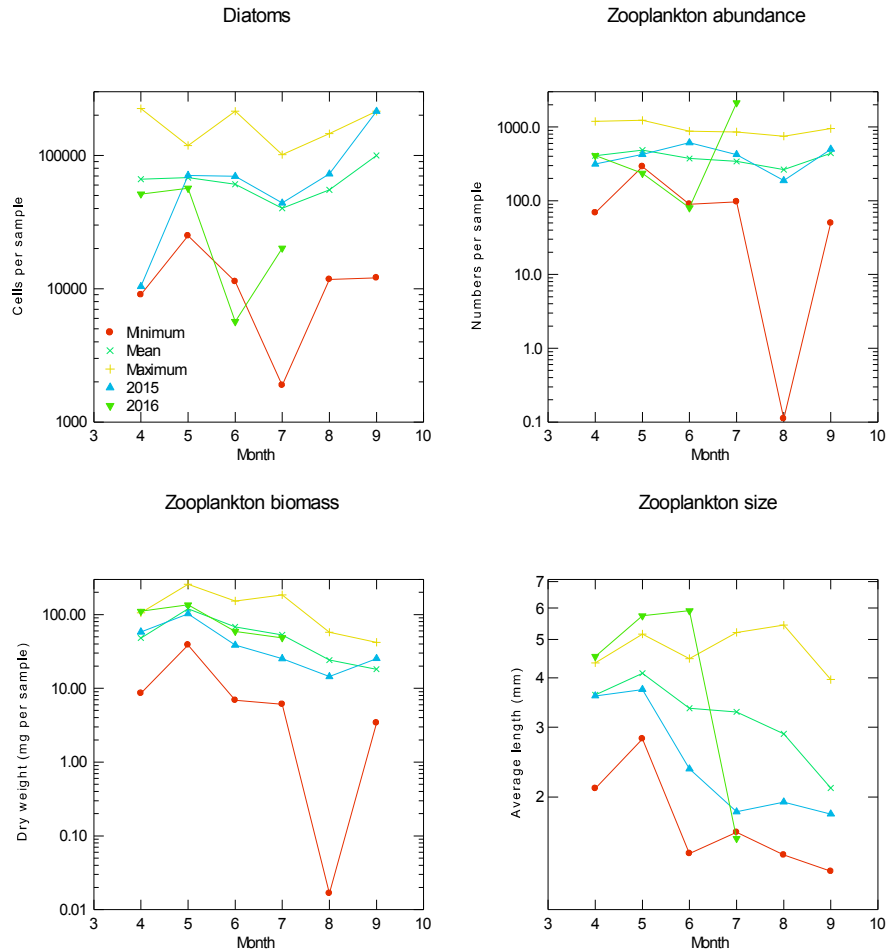 Diatoms
Cells per sample
100000
10000
1000
Minimum
Mean
Maximum
2015
2016
3 4 5 6 7 8 9 10
Month
Zooplankton abundance
Numbers per sample
1000.0
100.0
10.0
1.0
0.1
3 4 5 6 7 8 9 10
Month
Zooplankton biomass
Dry weight (mg per sample)
100.00
10.00
1.00
0.10
0.01
3 4 5 6 7 8 9 10
Month
Zooplankton size
Average length (mm)
7
6
5
4
3
2
3 4 5 6 7 8 9 10
Month